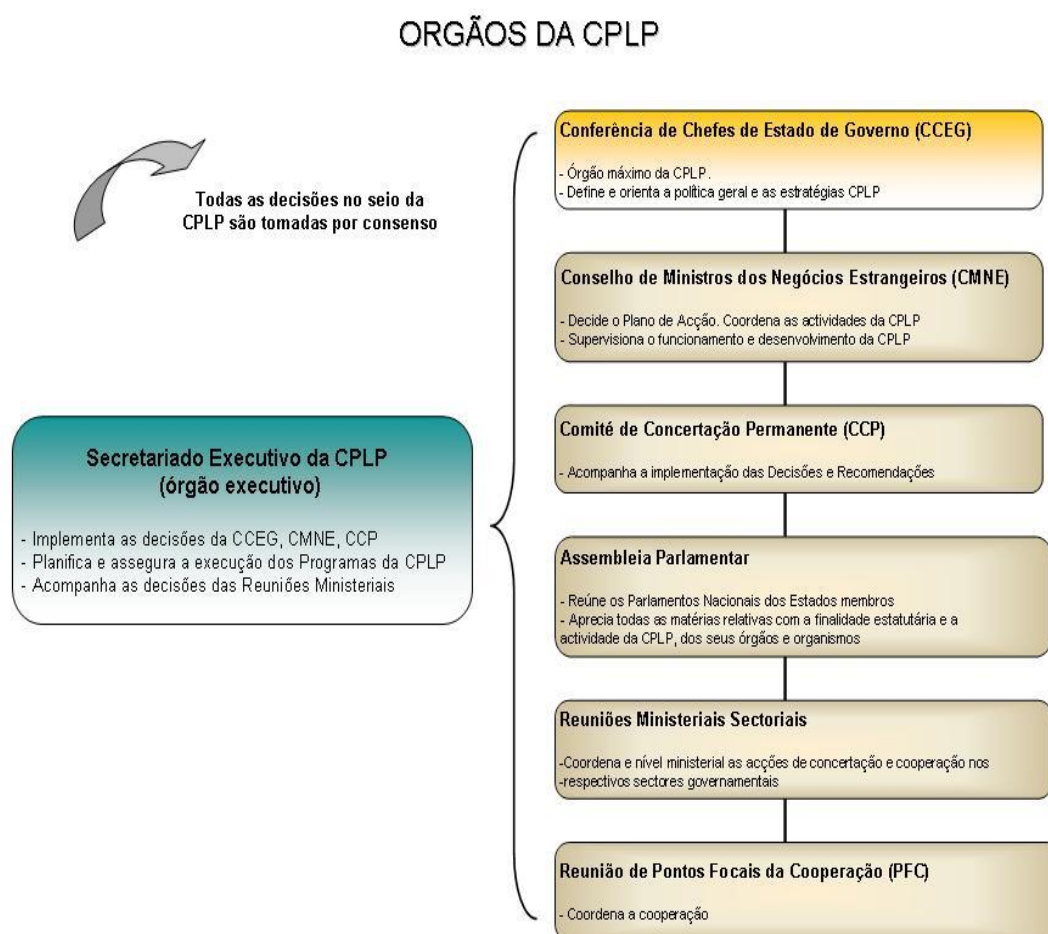 ORGÃOS DA CPLP
Todas as decisões no seio da
CPLP são tomadas por consenso
Secretariado Executivo da CPLP
(órgão executivo)
- Implementa as decisões da CCEG, CMNE, CCP
- Planifica e assegura a execução dos Programas da CPLP
- Acompanha as decisões das Reuniões Ministeriais
Conferência de Chefes de Estado de Governo (CCEG)
- Órgão máximo da CPLP.
- Define e orienta a política geral e as estratégias CPLP
Conselho de Ministros dos Negócios Estrangeiros (CMNE)
- Decide o Plano de Acção. Coordena as actividades da CPLP
- Supervisiona o funcionamento e desenvolvimento da CPLP
Comité de Concertação Permanente (CCP)
- Acompanha a implementação das Decisões e Recomendações
Assembleia Parlamentar
- Reúne os Parlamentos Nacionais dos Estados membros
- Aprecia todas as matérias relativas com a finalidade estatutária e a
actividade da CPLP, dos seus órgãos e organismos
Reuniões Ministeriais Sectoriais
-Coordena e nível ministerial as acções de concertação e cooperação nos
-respectivos sectores governamentais
Reunião de Pontos Focais da Cooperação (PFC)
- Coordena a cooperação